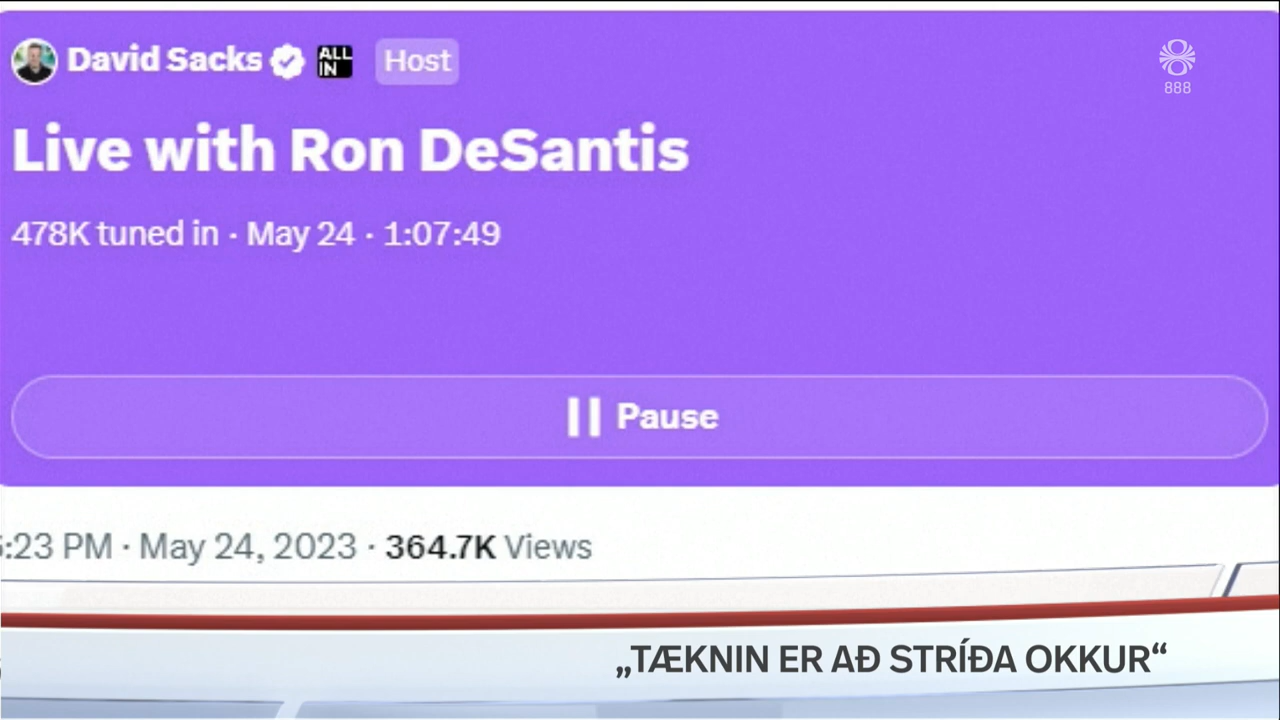 David Sacks ALL IN Host
888
Live with Ron DeSantis
478K tuned in · May 24 · 1:07:49
Pause
:23 PM · May 24, 2023 · 364.7K Views
„TÆKNIN ER AÐ STRÍÐA OKKUR“